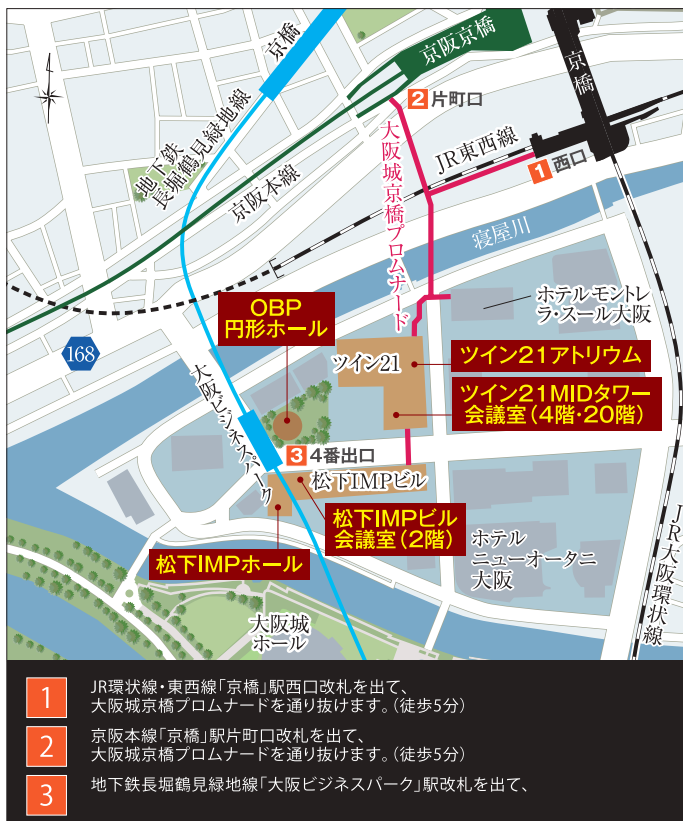 京橋
京阪京橋
京橋
2 片町口
地下鉄
長堀鶴見緑地線
京阪本線
大阪城京橋プロムナード
JR東西線
1 西口
寝屋川
OBP
円形ホール
ホテルモントレ
ラ・スール大阪
168
ツイン21
ツイン21アトリウム
大阪ビジネスパーク
ツイン21MIDタワー
会議室(4階・20階)
3 4番出口
松下IMPビル
松下IMPビル
会議室(2階)
松下IMPホール
ホテル
ニューオータニ
大阪
JR大阪環状線
大阪城
ホール
1 JR環状線・東西線「京橋」駅西口改札を出て、
大阪城京橋プロムナードを通り抜けます。(徒歩5分)
2 京阪本線「京橋」駅片町口改札を出て、
大阪城京橋プロムナードを通り抜けます。(徒歩5分)
3 地下鉄長堀鶴見緑地線「大阪ビジネスパーク」駅改札を出て、